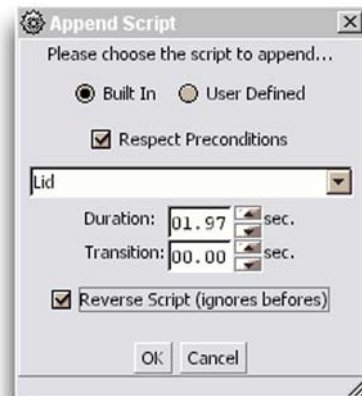 Append Script
Please choose the script to append...
Built In User Defined
Respect Preconditions
Lid
Duration: 01.97 sec.
Transition: 00.00 sec.
Reverse Script (ignores befores)
OK Cancel